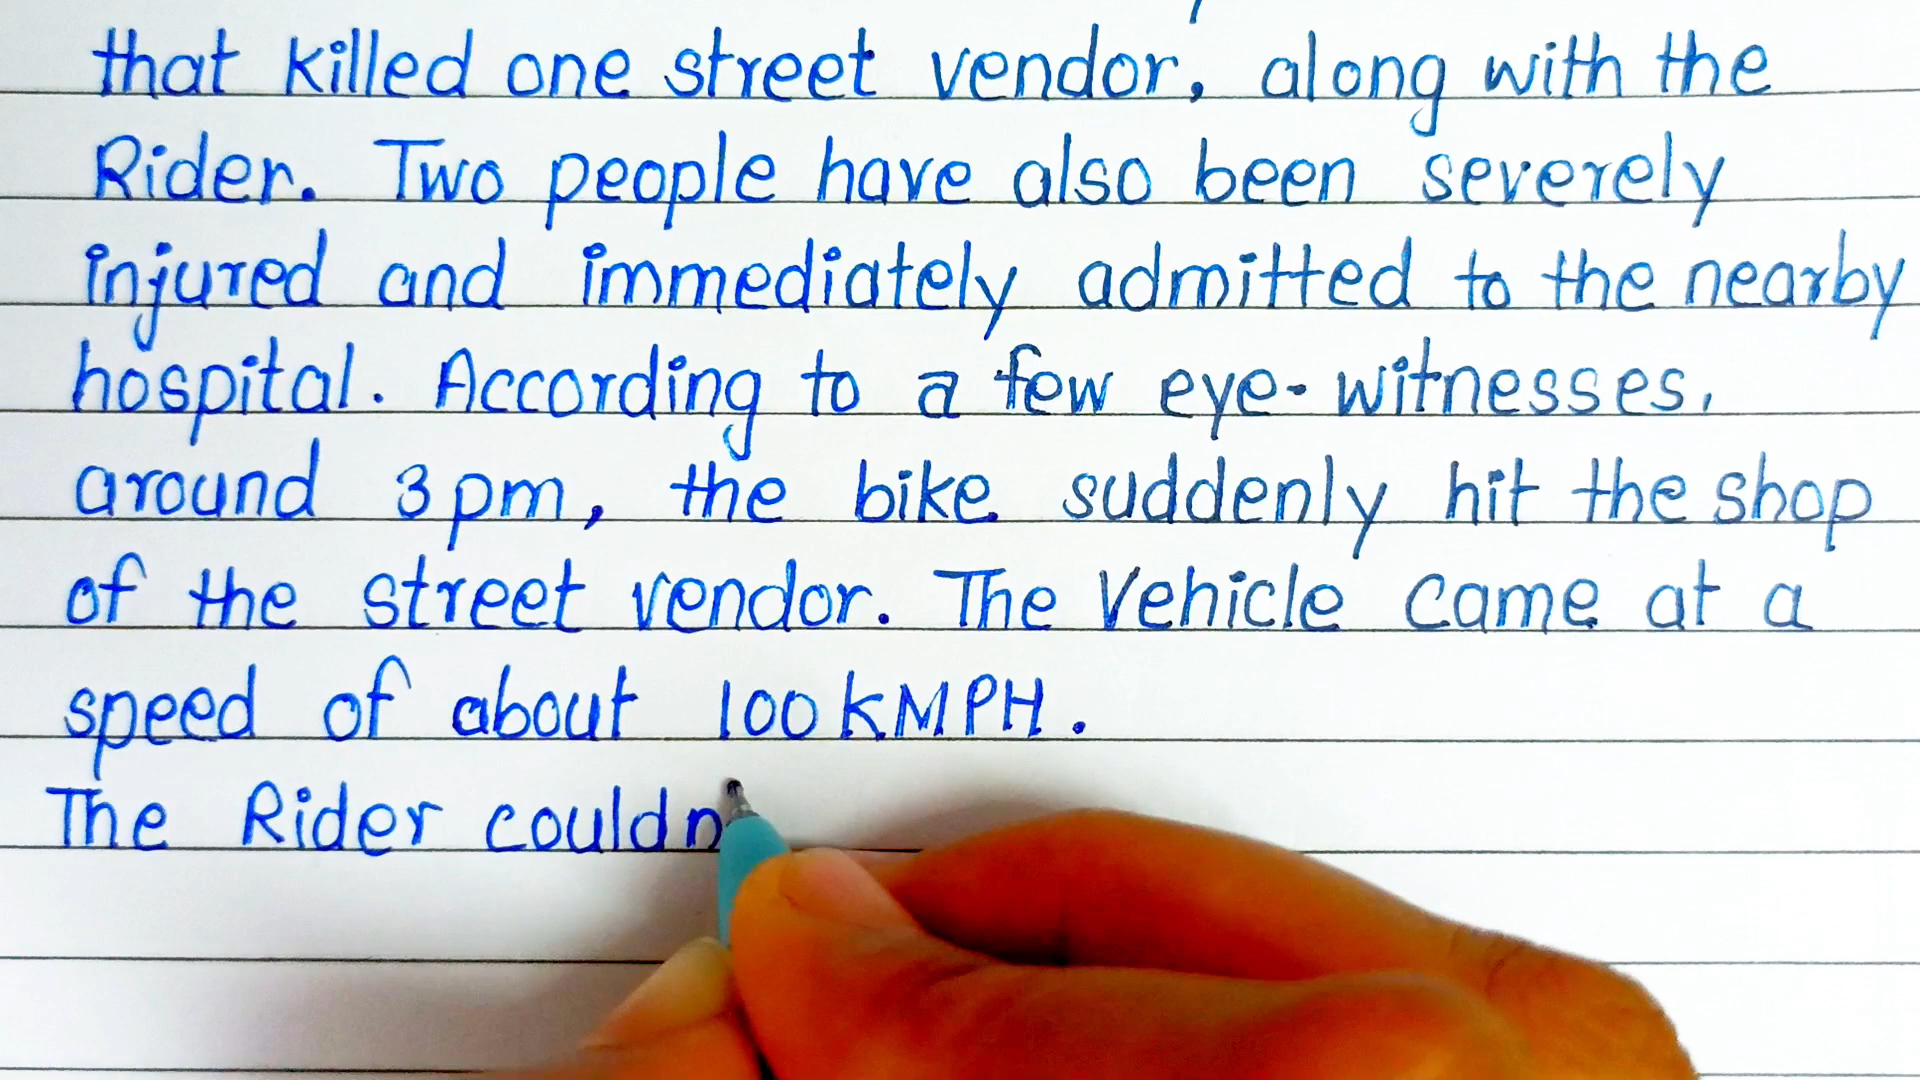 that killed one street vendor, along with the
Rider. Two people have also been severely
injured and immediately admitted to the nearby
hospital. According to a few eye-witnesses,
around 3pm, the bike suddenly hit the shop
of the street vendor. The Vehicle came at a
speed of about 100 KMPH.
The Rider couldn